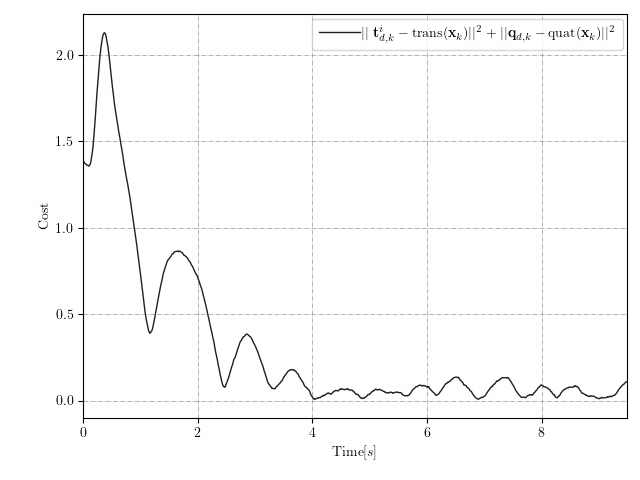 || t^i_{d,k} − trans(x_k)||^2 + ||q_{d,k} − quat(x_k)||^2
2.0
1.5
1.0
0.5
0.0
Cost
0 2 4 6 8
Time[s]